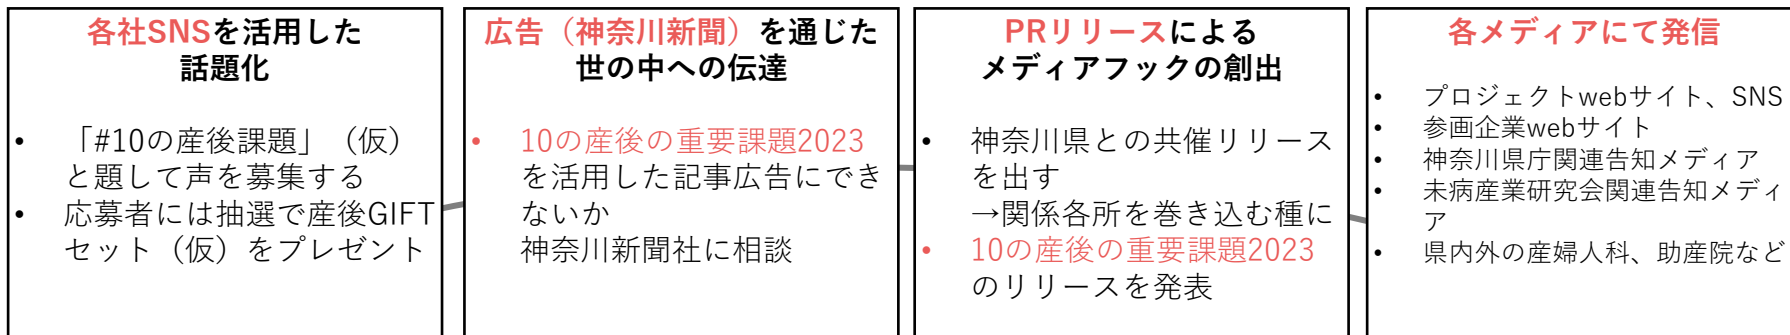 各社SNSを活用した
話題化
• 「#10の産後課題」（仮）
と題して声を募集する
• 応募者には抽選で産後GIFT
セット（仮）をプレゼント
広告（神奈川新聞）を通じた
世の中への伝達
• 10の産後の重要課題2023
を活用した記事広告にでき
ないか
神奈川新聞社に相談
PRリリースによる
メディアフックの創出
• 神奈川県との共催リリース
を出す
→関係各所を巻き込む種に
• 10の産後の重要課題2023
のリリースを発表
各メディアにて発信
• プロジェクトwebサイト、SNS
• 参画企業webサイト
• 神奈川県庁関連告知メディア
• 未病産業研究会関連告知メディ
ア
• 県内外の産婦人科、助産院など